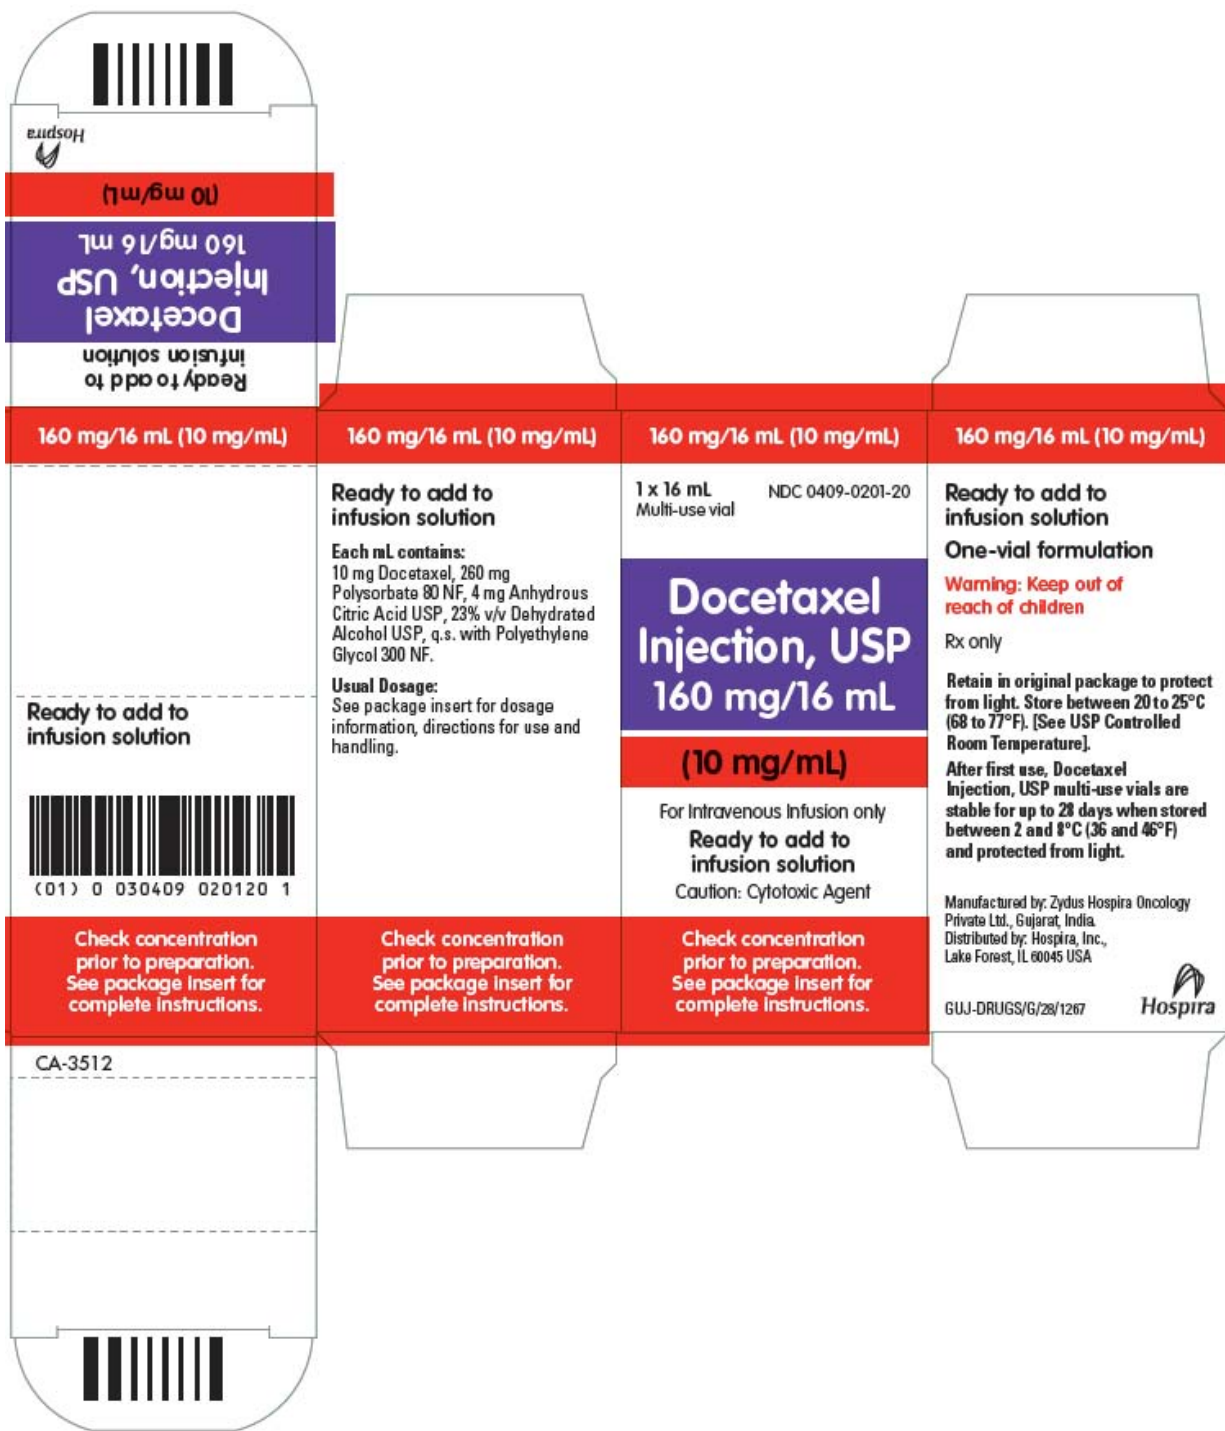 Hospira
(10 mg/mL)
160 mg/16 mL
Injection, USP
Docetaxel
infusion solution
Ready to add to
160 mg/16 mL (10 mg/mL)
Ready to add to
infusion solution
(01) 0 030409 020120 1
Check concentration
prior to preparation.
See package insert for
complete instructions.
CA-3512
160 mg/16 mL (10 mg/mL)
Ready to add to
infusion solution
Each mL contains:
10 mg Docetaxel, 260 mg
Polysorbate 80 NF, 4 mg Anhydrous
Citric Acid USP, 23% v/v Dehydrated
Alcohol USP, q.s. with Polyethylene
Glycol 300 NF.
Usual Dosage:
See package insert for dosage
information, directions for use and
handling.
Check concentration
prior to preparation.
See package insert for
complete instructions.
160 mg/16 mL (10 mg/mL)
1 x 16 mL NDC 0409-0201-20
Multi-use vial
Docetaxel
Injection, USP
160 mg/16 mL
(10 mg/mL)
For Intravenous Infusion only
Ready to add to
infusion solution
Caution: Cytotoxic Agent
Check concentration
prior to preparation.
See package insert for
complete instructions.
160 mg/16 mL (10 mg/mL)
Ready to add to
infusion solution
One-vial formulation
Warning: Keep out of
reach of children
Rx only
Retain in original package to protect
from light. Store between 20 to 25°C
(68 to 77°F). [See USP Controlled
Room Temperature].
After first use, Docetaxel
Injection, USP multi-use vials are
stable for up to 28 days when stored
between 2 and 8°C (36 and 46°F)
and protected from light.
Manufactured by: Zydus Hospira Oncology
Private Ltd., Gujarat, India.
Distributed by: Hospira, Inc.,
Lake Forest, IL 60045 USA
GUJ-DRUGS/G/28/1267
Hospira